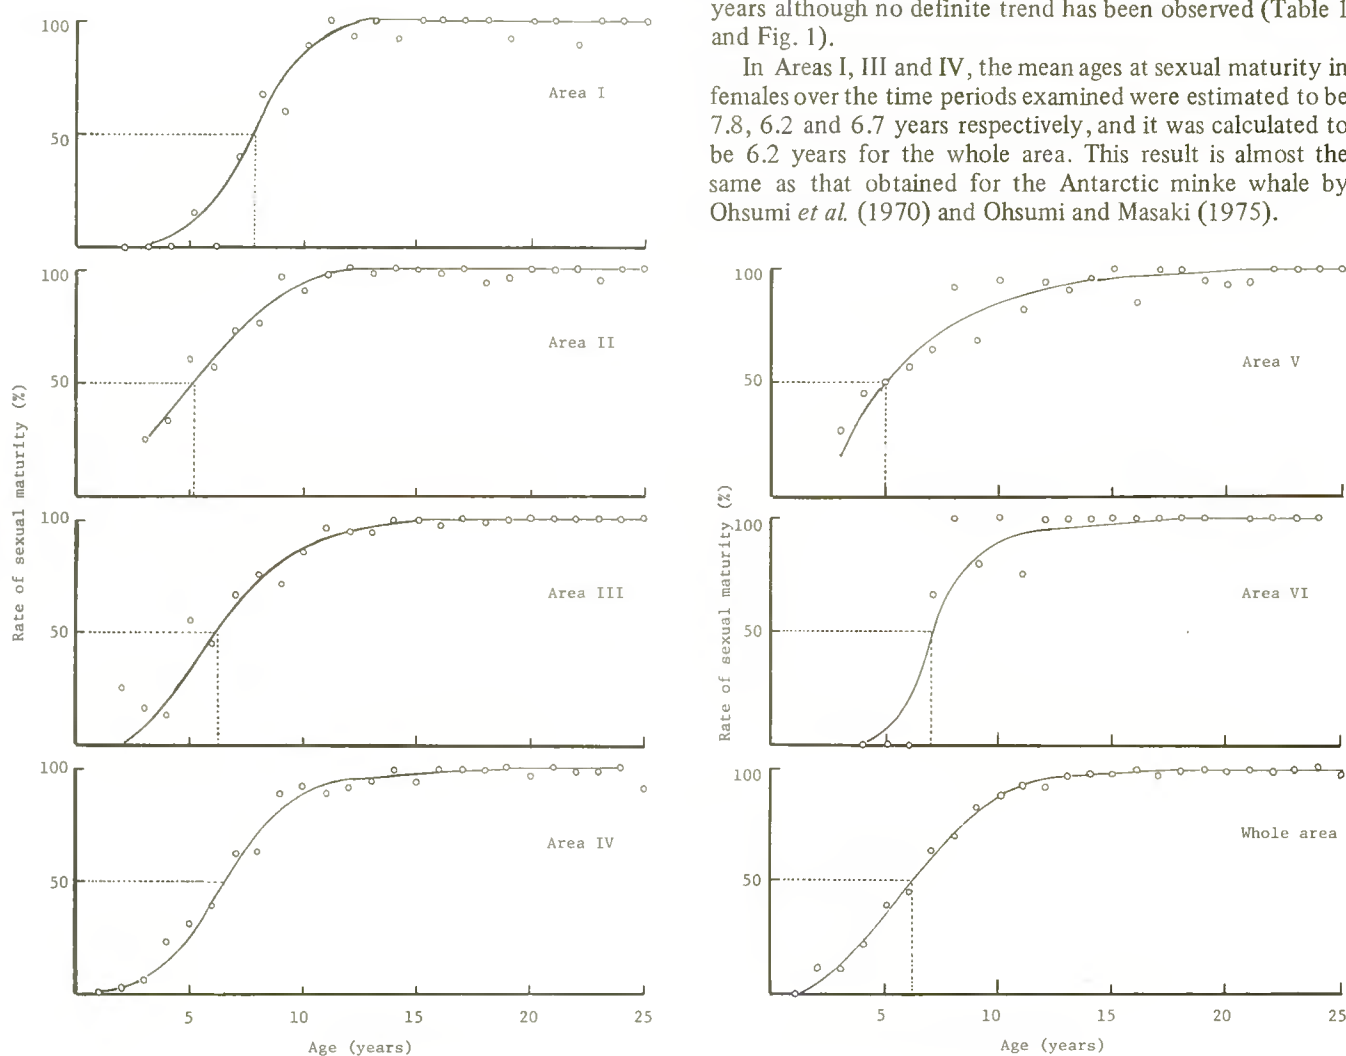 years although no definite trend has been observed (Table 1
and Fig. 1).
In Areas I, III and IV, the mean ages at sexual maturity in
females over the time periods examined were estimated to be
7.8, 6.2 and 6.7 years respectively, and it was calculated to
be 6.2 years for the whole area. This result is almost the
same as that obtained for the Antarctic minke whale by
Ohsumi et al. (1970) and Ohsumi and Masaki (1975).
Rate of sexual maturity (%)
100
Area I
50
100
Area II
50
100
Area III
50
100
Area IV
50
5
10
15
20
25
Age (years)
Rate of sexual maturity (%)
100
Area V
50
100
Area VI
50
100
Whole area
50
5
10
15
20
25
Age (years)